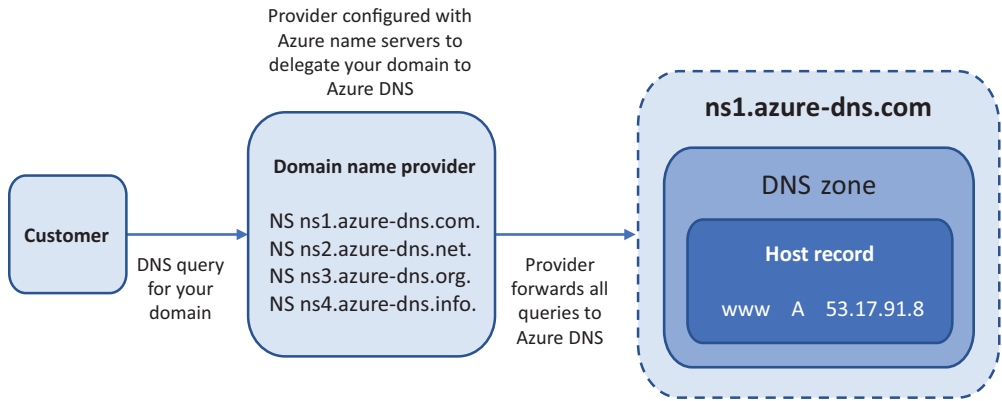 Provider configured with
Azure name servers to
delegate your domain to
Azure DNS
Customer
DNS query
for your
domain
Domain name provider
NS ns1.azure-dns.com.
NS ns2.azure-dns.net.
NS ns3.azure-dns.org.
NS ns4.azure-dns.info.
Provider
forwards all
queries to
Azure DNS
ns1.azure-dns.com
DNS zone
Host record
www A 53.17.91.8